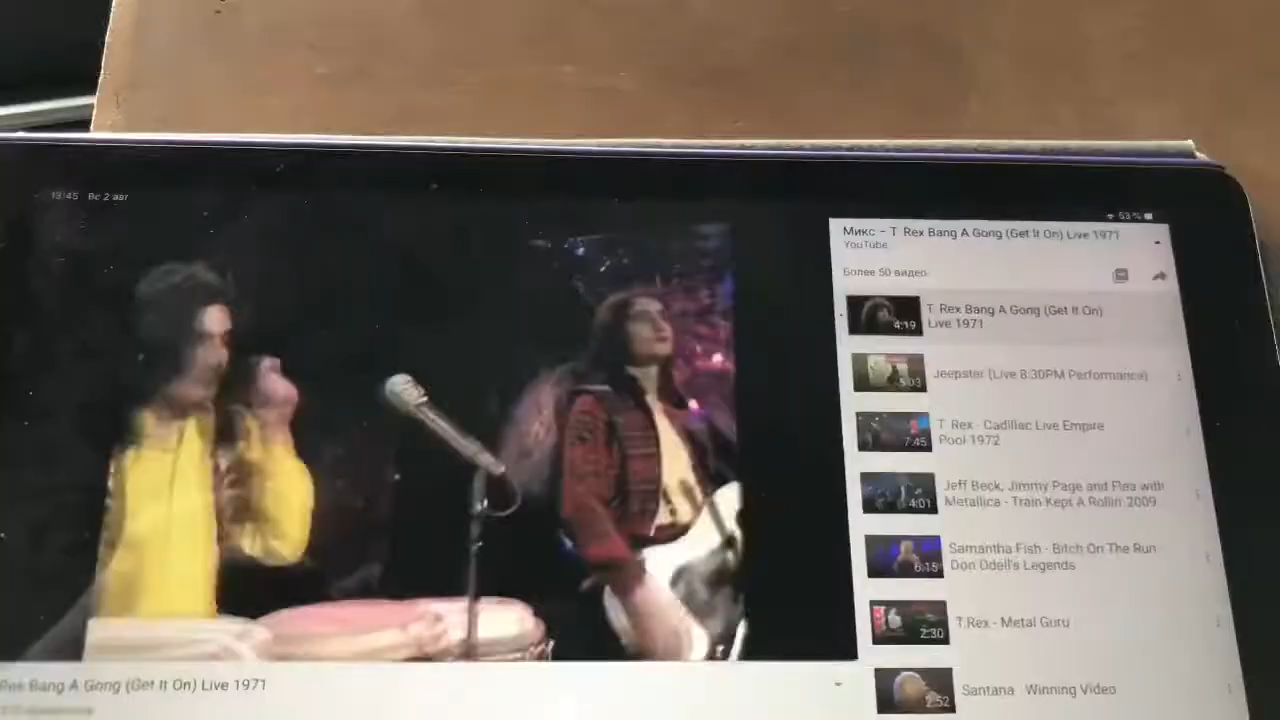 13:45 Вс 2 авг
53 %
Микс - T Rex Bang A Gong (Get It On) Live 1971
YouTube
Более 50 видео
T Rex Bang A Gong (Get It On)
Live 1971
4:19
Jeepster (Live 8.30PM Performance)
5:03
T Rex - Cadillac Live Empire
Pool 1972
7:45
Jeff Beck, Jimmy Page and Flea with
Metallica - Train Kept A Rollin' 2009
4:01
Samantha Fish - Bitch On The Run
Don Odell's Legends
6:15
T.Rex - Metal Guru
2:30
Santana Winning Video
2:52
Rex Bang A Gong (Get It On) Live 1971